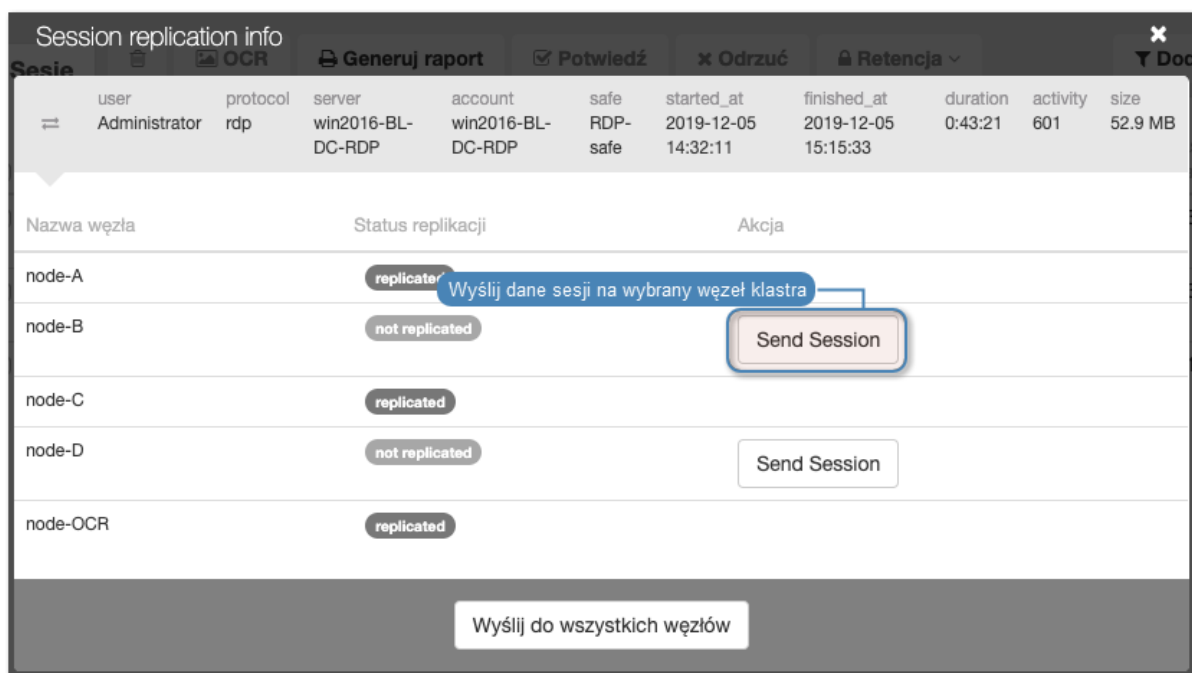 Session replication info
Sesje OCR Generuj raport Potwiedź Odrzuć Retencja Dod
user protocol server account safe started_at finished_at duration activity size
Administrator rdp win2016-BL- win2016-BL- RDP- 2019-12-05 2019-12-05 0:43:21 601 52.9 MB
DC-RDP DC-RDP safe 14:32:11 15:15:33
Nazwa węzła Status replikacji Akcja
node-A replicated
Wyślij dane sesji na wybrany węzeł klastra
node-B not replicated Send Session
node-C replicated
node-D not replicated Send Session
node-OCR replicated
Wyślij do wszystkich węzłów